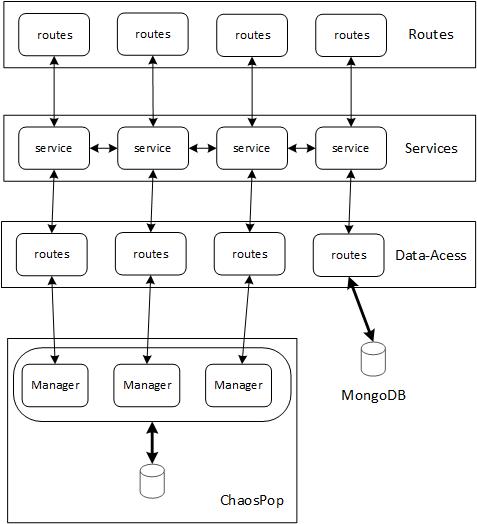 routes routes routes routes Routes
service service service service Services
routes routes routes routes Data-Acess
Manager Manager Manager
MongoDB
ChaosPop